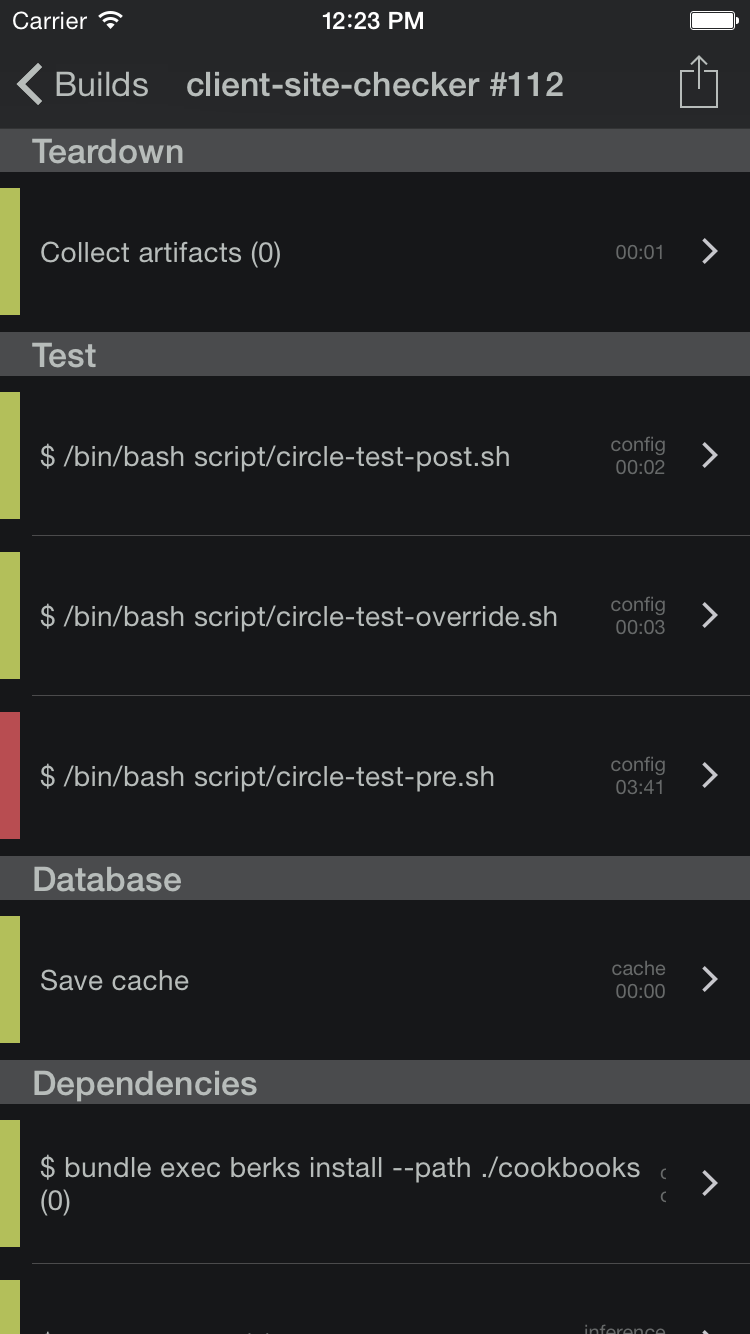 Carrier 12:23 PM
Builds client-site-checker #112
Teardown
Collect artifacts (0) 00:01
Test
$ /bin/bash script/circle-test-post.sh config
00:02
$ /bin/bash script/circle-test-override.sh config
00:03
$ /bin/bash script/circle-test-pre.sh config
03:41
Database
Save cache cache
00:00
Dependencies
$ bundle exec berks install --path ./cookbooks
(0)
inference